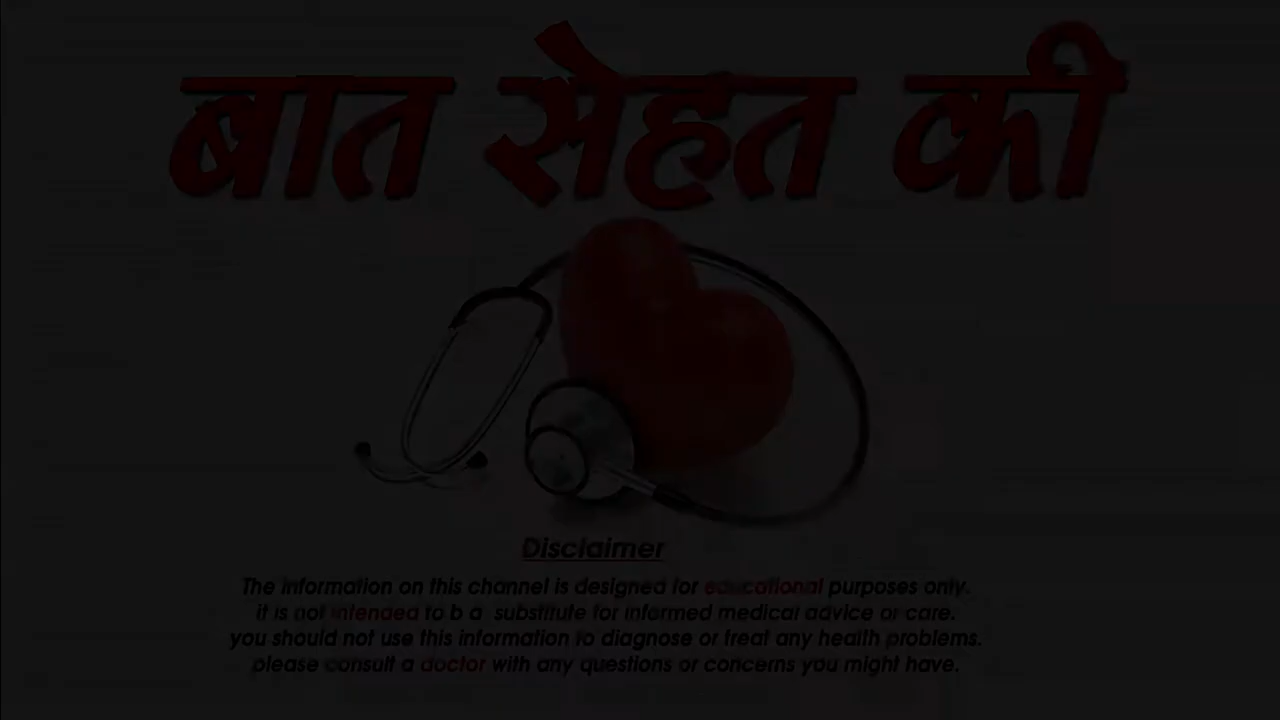 बात सेहत की
Disclaimer
The information on this channel is designed for educational purposes only.
it is not intended to b a substitute for informed medical advice or care.
you should not use this information to diagnose or treat any health problems.
please consult a doctor with any questions or concerns you might have.